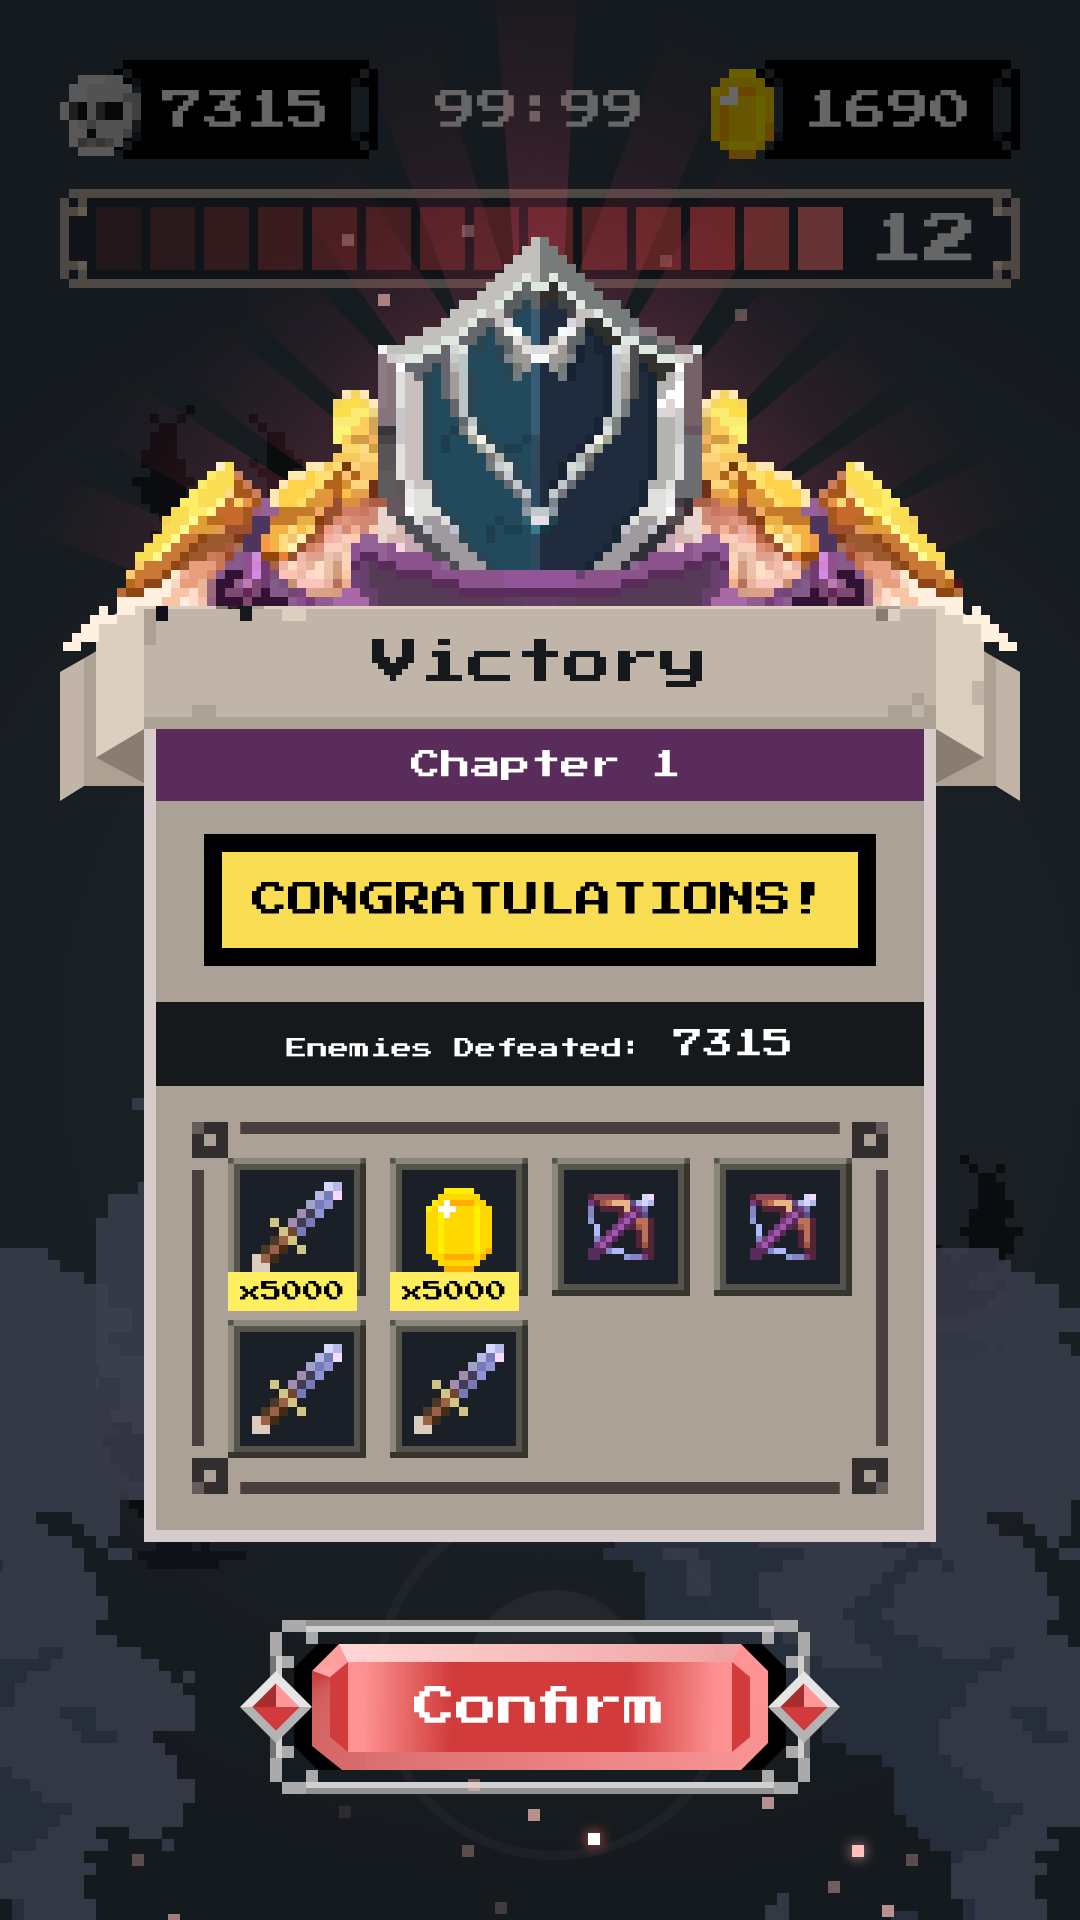 7315 99:99 1690
12
Victory
Chapter 1
CONGRATULATIONS!
Enemies Defeated: 7315
x5000 x5000
Confirm